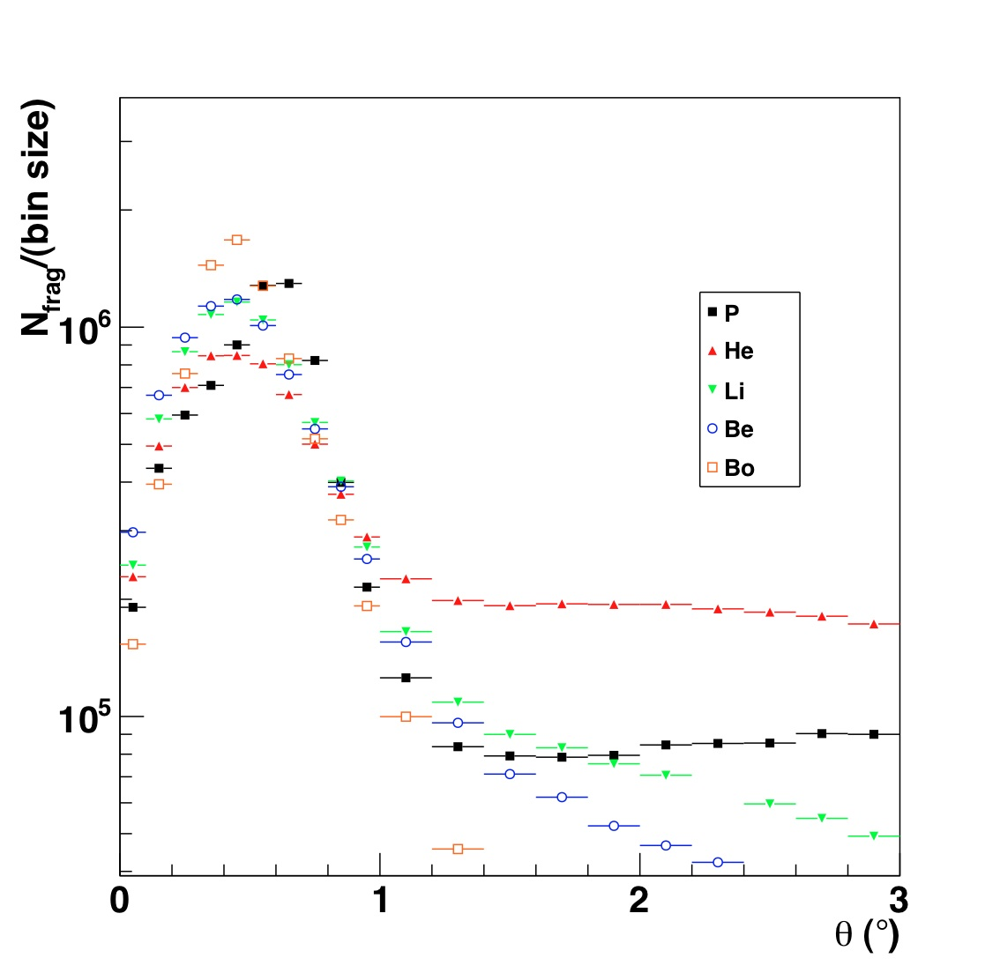 N_frag/(bin size)
10^6
10^5
P
He
Li
Be
Bo
0 1 2 3
θ (°)